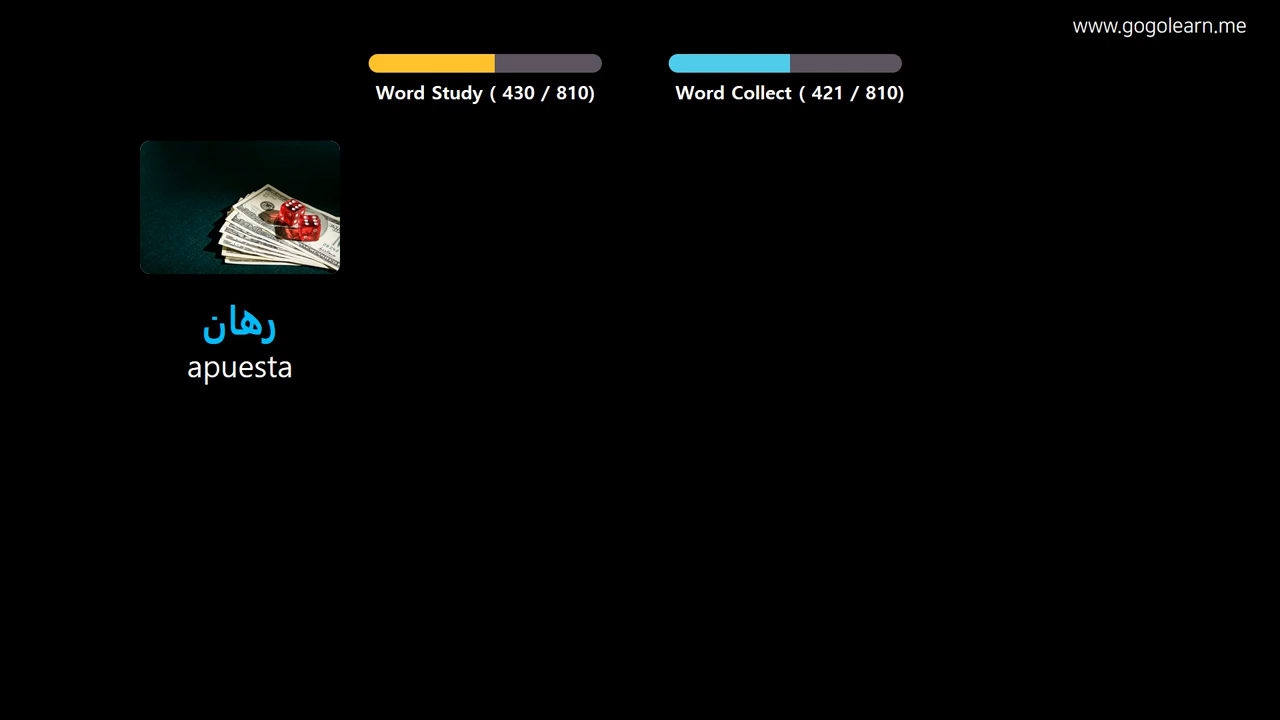 www.gogolearn.me
Word Study ( 430 / 810)
Word Collect ( 421 / 810)
رهان
apuesta